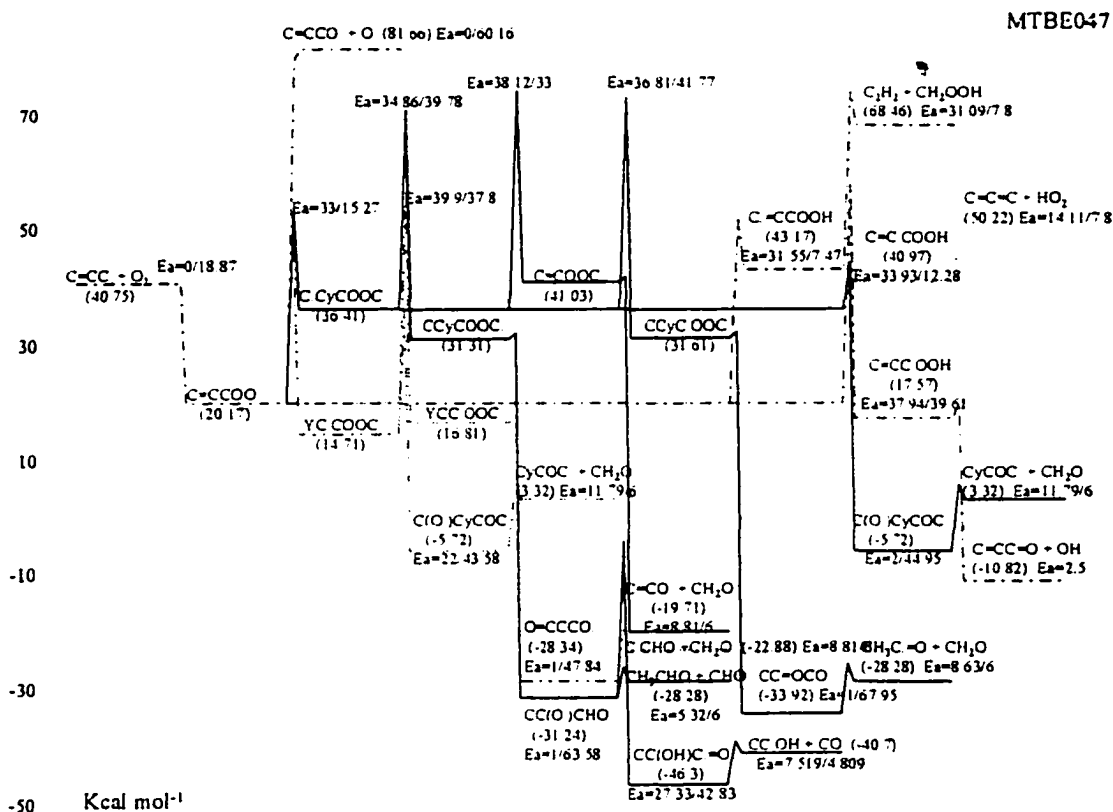 MTBE047
C=CCO + O (81.66) Ea=0/60.16
Ea=34.86/39.78
Ea=38.12/33
Ea=36.81/41.77
C2H2 + CH2OOH
(68.46) Ea=31.09/7.8
70
Ea=33/15.27
Ea=39.9/37.8
C=C=C + HO2
(50.22) Ea=14.11/7.8
50
C.=CCOOH
(43.17)
Ea=31.55/7.47
C=C.COOH
(40.97)
Ea=33.93/12.28
C=CC. + O2
(40.75)
Ea=0/18.87
C=COOC.
(41.03)
C.CyCOOC
(36.41)
30
CCyCOOC.
(31.31)
CCyC.OOC
(31.61)
C=CC.OOH
(17.57)
Ea=37.94/39.61
C=CCOO.
(20.17)
YC.COOC
(14.71)
YCC.OOC
(16.81)
10
CyCOC. + CH2O
(3.32) Ea=11.79/6
CyCOC. + CH2O
(3.32) Ea=11.79/6
C(O.)CyCOC
(-5.72)
Ea=22.43.58
C(O.)CyCOC
(-5.72)
Ea=2/44.95
C=CC=O + OH
(-10.82) Ea=2.5
-10
C=CO. + CH2O
(-19.71)
Ea=8.81/6
O=CCCO.
(-28.34)
Ea=1/47.84
C.CHO + CH2O (-22.88) Ea=8.81/6
CH3C.=O + CH2O
(-28.28)
Ea=8.63/6
CH3CHO + CHO
(-28.28)
Ea=5.32/6
CC=OCO.
(-33.92) Ea=1/67.95
-30
CC(O.)CHO
(-31.24)
Ea=1/63.58
CC(OH)C.=O
(-46.3)
Ea=27.33/42.83
CC.OH + CO (-40.7)
Ea=7.519/4.809
-50
Kcal mol-1